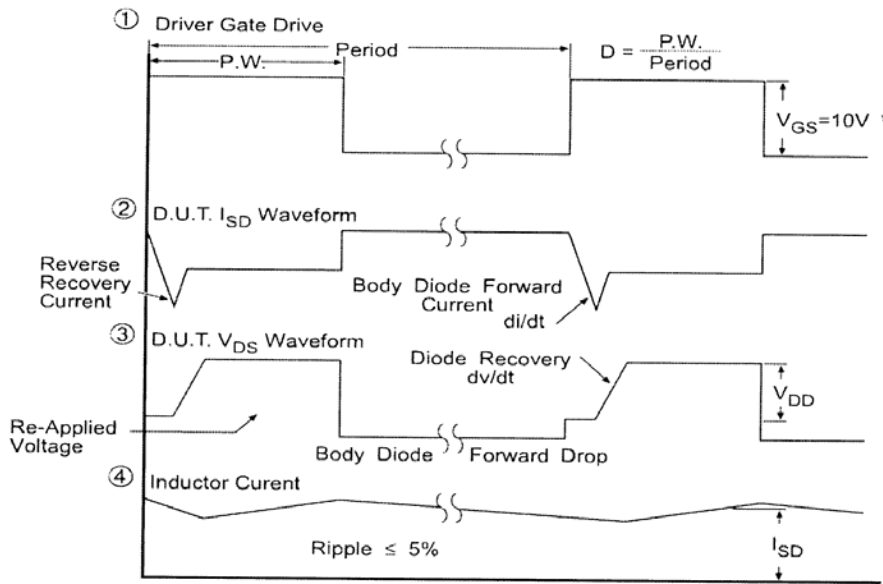 ① Driver Gate Drive
Period
P.W.
D = P.W.
Period
V_GS=10V
② D.U.T. I_SD Waveform
Reverse
Recovery
Current
Body Diode Forward
Current
di/dt
③ D.U.T. V_DS Waveform
Diode Recovery
dv/dt
V_DD
Re-Applied
Voltage
Body Diode Forward Drop
④ Inductor Curent
Ripple ≤ 5%
I_SD